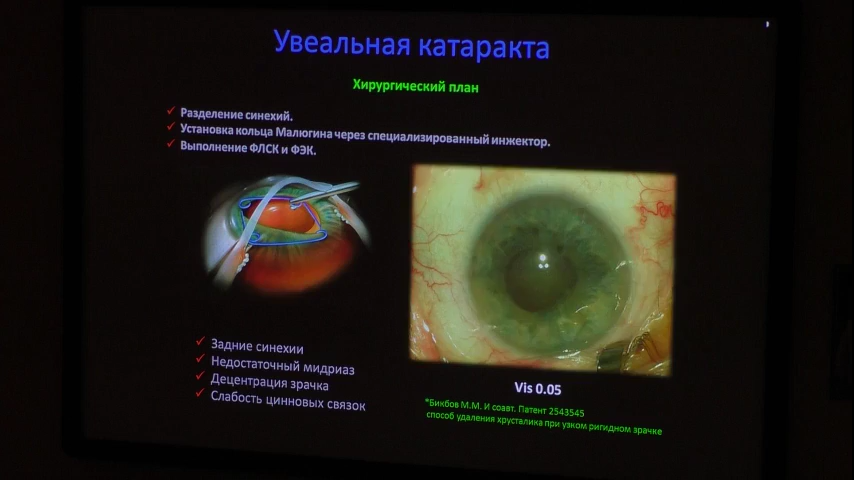 Увеальная катаракта
Хирургический план
Разделение синехий.
Установка кольца Малюгина через специализированный инжектор.
Выполнение ФЛСК и ФЭК.
Задние синехии
Недостаточный мидриаз
Децентрация зрачка
Слабость цинновых связок
Vis 0.05
*Бикбов М.М. И соавт. Патент 2543545
способ удаления хрусталика при узком ригидном зрачке